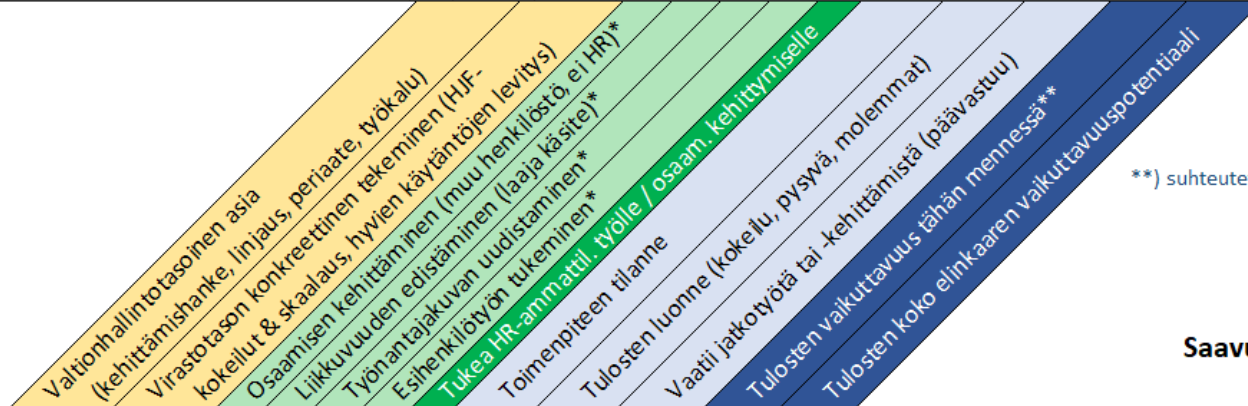 Valtionhallintotasoinen asia
(kehittämishanke, linjaus, periaate, työkalu)
Virastotason konkreettinen tekeminen (HJF-
kokeilut & skaalaus, hyvien käytäntöjen levitys)
Osaamisen kehittäminen (muu henkilöstö, ei HR)*
Liikkuvuuden edistäminen (laaja käsite)*
Työnantajakuvan uudistaminen*
Esihenkilötyön tukeminen*
Tukea HR-ammattil. työlle / osaam. kehittymiselle
Toimenpiteen tilanne
Tulosten luonne (kokeilu, pysyvä, molemmat)
Vaatii jatkotyötä tai -kehittämistä (päävastuu)
Tulosten vaikuttavuus tähän mennessä**
Tulosten koko elinkaaren vaikuttavuuspotentiaali
**) suhteute
Saavu